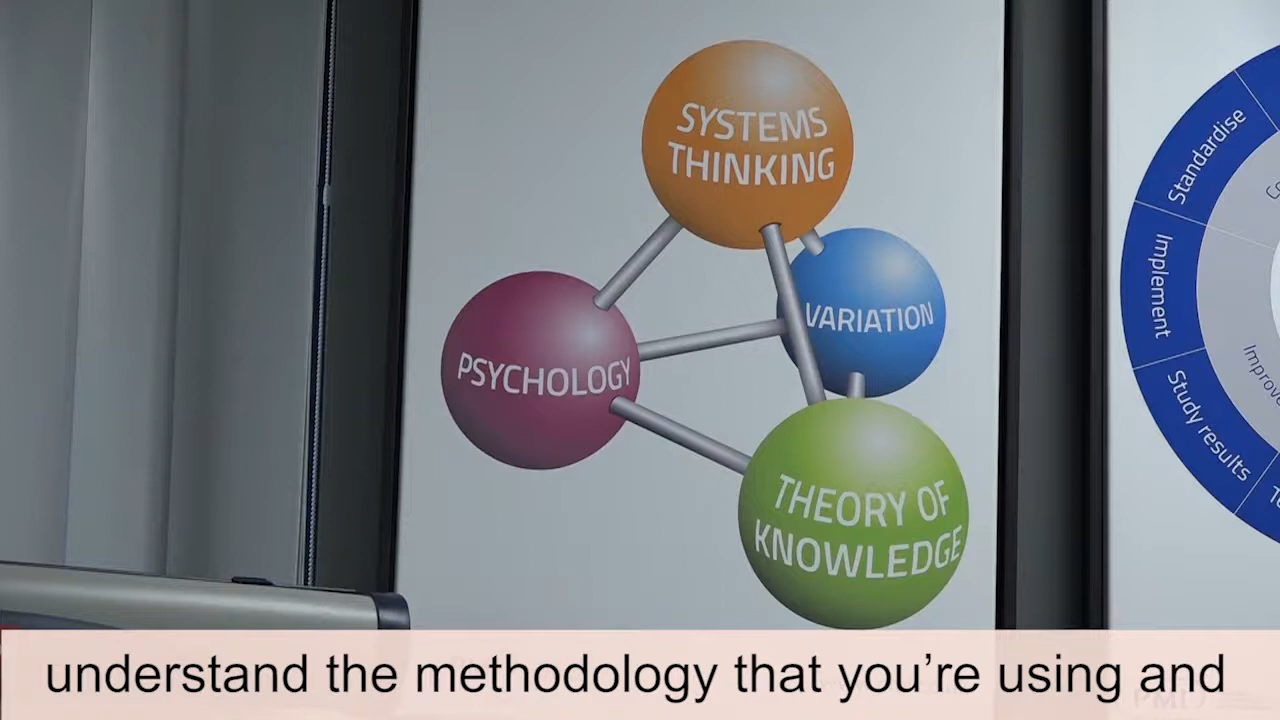 SYSTEMS
THINKING
VARIATION
PSYCHOLOGY
THEORY OF
KNOWLEDGE
Standardise
Implement
Study results
Improve
understand the methodology that you're using and